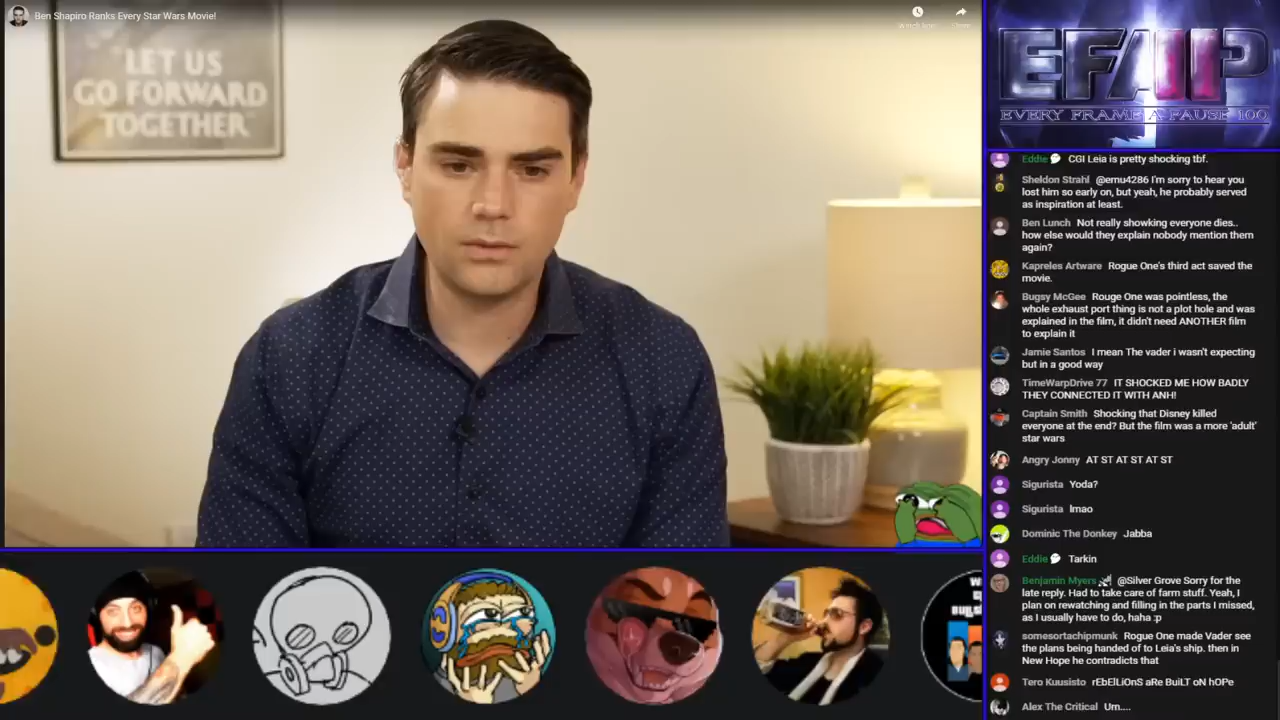 Ben Shapiro Ranks Every Star Wars Movie!
LET US
GO FORWARD
TOGETHER
EFAP
EVERY FRAME A PAUSE 100
Eddie CGI Leia is pretty shocking tbf.
Sheldon Strahl @emu4286 I'm sorry to hear you
lost him so early on, but yeah, he probably served
as inspiration at least.
Ben Lunch Not really showking everyone dies..
how else would they explain nobody mention them
again?
Kapreles Artware Rogue One's third act saved the
movie.
Bugsy McGee Rouge One was pointless, the
whole exhaust port thing is not a plot hole and was
explained in the film, it didn't need ANOTHER film
to explain it
Jamie Santos I mean The vader i wasn't expecting
but in a good way
TimeWarpDrive 77 IT SHOCKED ME HOW BADLY
THEY CONNECTED IT WITH ANH!
Captain Smith Shocking that Disney killed
everyone at the end? But the film was a more 'adult'
star wars
Angry Jonny AT ST AT ST AT ST
Sigurista Yoda?
Sigurista lmao
Dominic The Donkey Jabba
Eddie Tarkin
Benjamin Myers @Silver Grove Sorry for the
late reply. Had to take care of farm stuff. Yeah, I
plan on rewatching and filling in the parts I missed,
as I usually have to do, haha :p
somesortachipmunk Rogue One made Vader see
the plans being handed of to Leia's ship. then in
New Hope he contradicts that
Tero Kuusisto rEbElLiOnS aRe BuiLT oN hOPe
Alex The Critical Um....